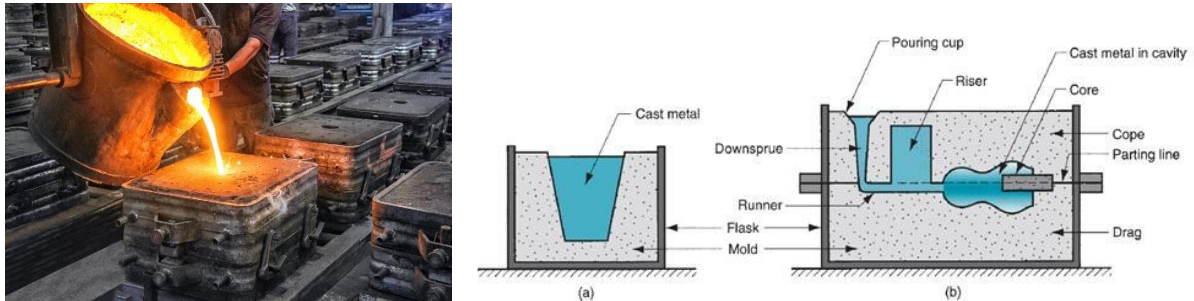 Cast metal
Flask
Mold
(a)
Pouring cup
Riser
Cast metal in cavity
Core
Cope
Downsprue
Parting line
Runner
Drag
(b)